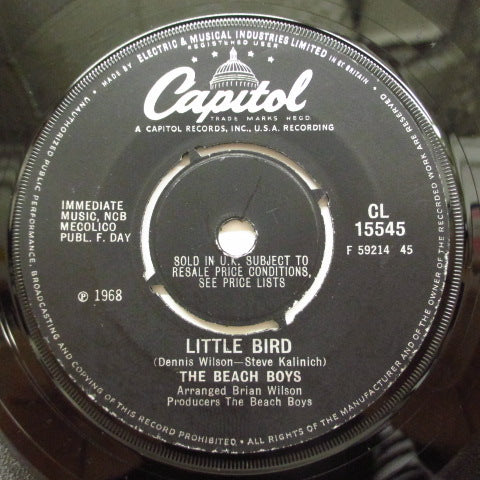 MADE BY ELECTRIC & MUSICAL INDUSTRIES LIMITED IN GT BRITAIN
REGISTERED USER
Capitol
TRADE MARKS REGD.
A CAPITOL RECORDS, INC., U.S.A. RECORDING
IMMEDIATE
MUSIC, NCB
MECOLICO
PUBL. F. DAY
CL
15545
F 59214 45
SOLD IN U.K. SUBJECT TO
RESALE PRICE CONDITIONS,
SEE PRICE LISTS
℗ 1968
LITTLE BIRD
(Dennis Wilson—Steve Kalinich)
THE BEACH BOYS
Arranged Brian Wilson
Producers The Beach Boys
UNAUTHORIZED PUBLIC PERFORMANCE, BROADCASTING AND COPYING OF THIS RECORD PROHIBITED. • ALL RIGHTS OF THE MANUFACTURER AND OF THE OWNER OF THE RECORDED WORK ARE RESERVED